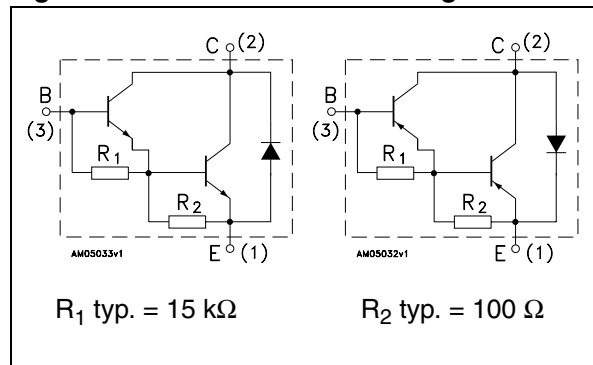 C (2) C (2)
B B
(3) (3)
R1 R1
R2 R2
AM05033v1 E (1) AM05032v1 E (1)
R1 typ. = 15 kΩ R2 typ. = 100 Ω